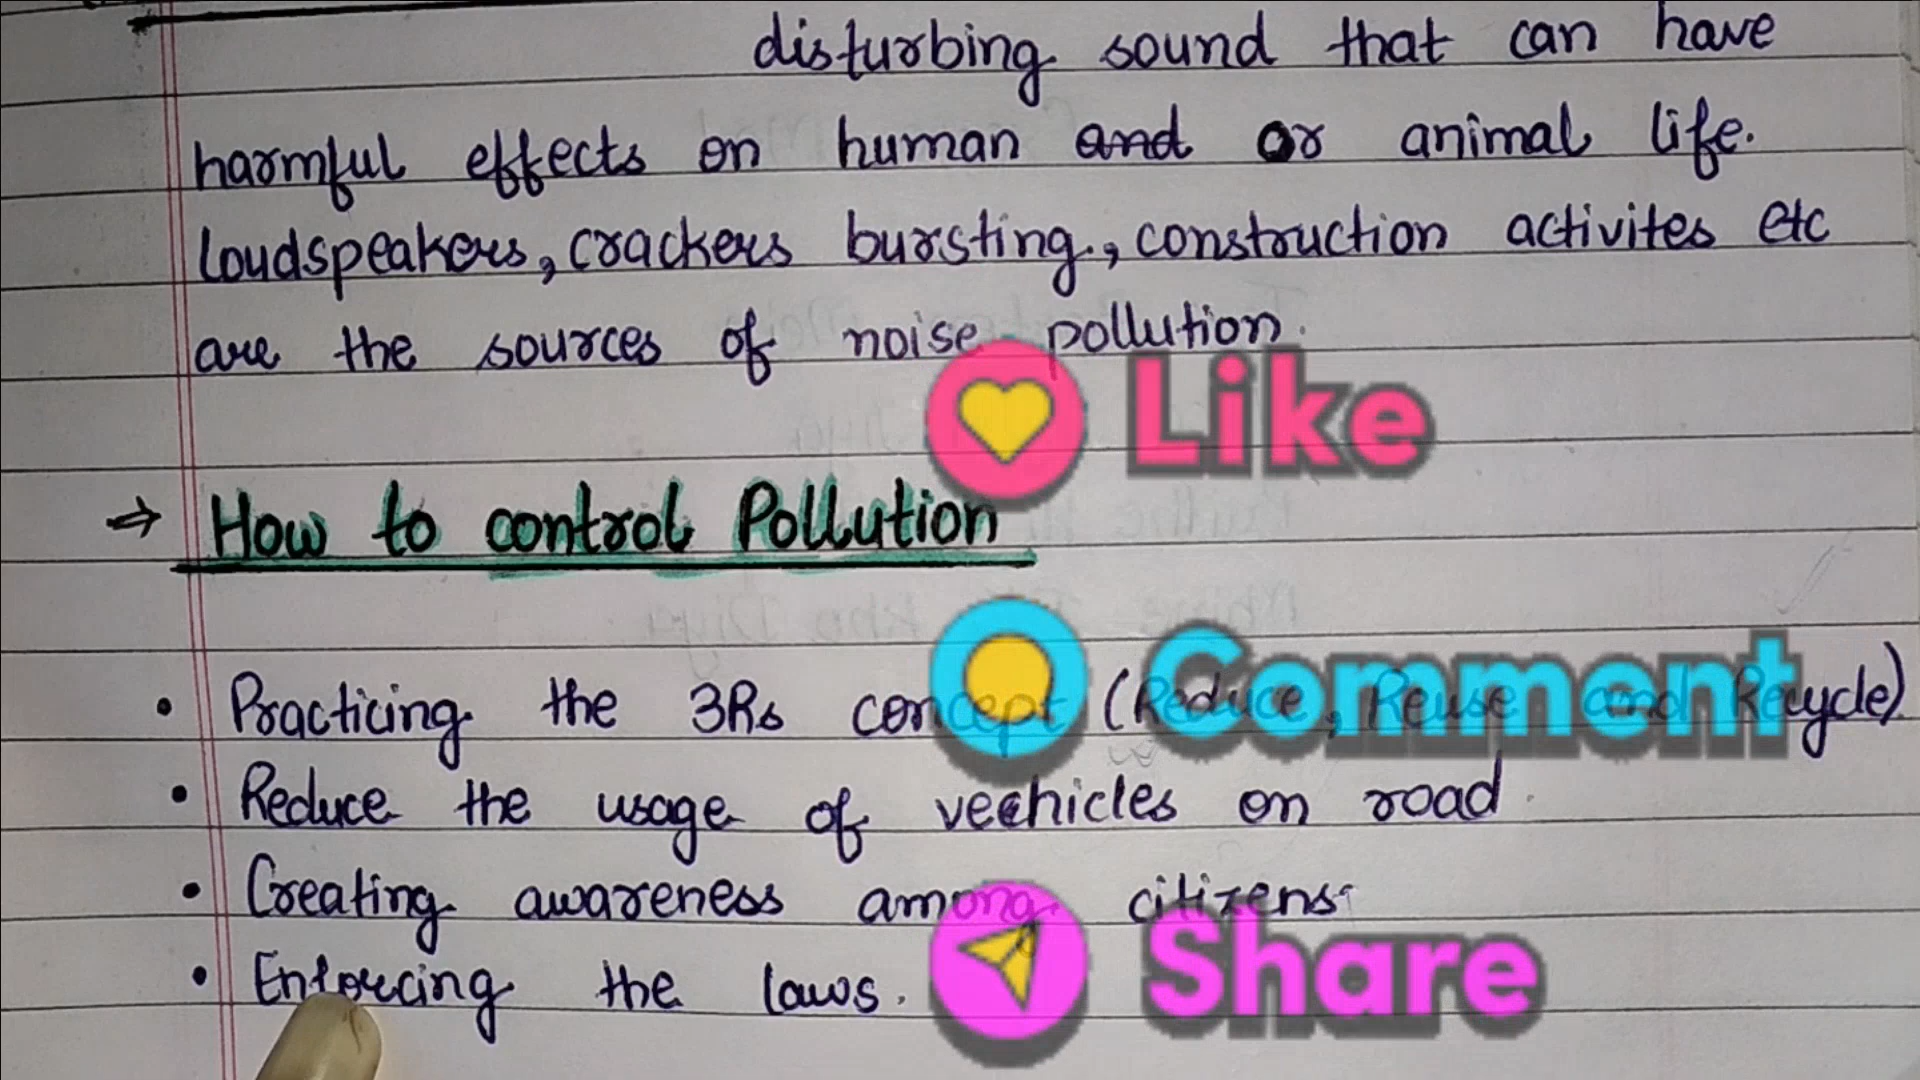 disturbing sound that can have
harmful effects on human and or animal life.
loudspeakers, crackers bursting, construction activites etc
are the sources of noise pollution.
Like
⇒ How to control Pollution
Comment
• Practicing the 3Rs concept (Reduce, Reuse and Recycle)
• Reduce the usage of vechicles on road.
• Creating awareness among citizens.
• Enforcing the laws.
Share